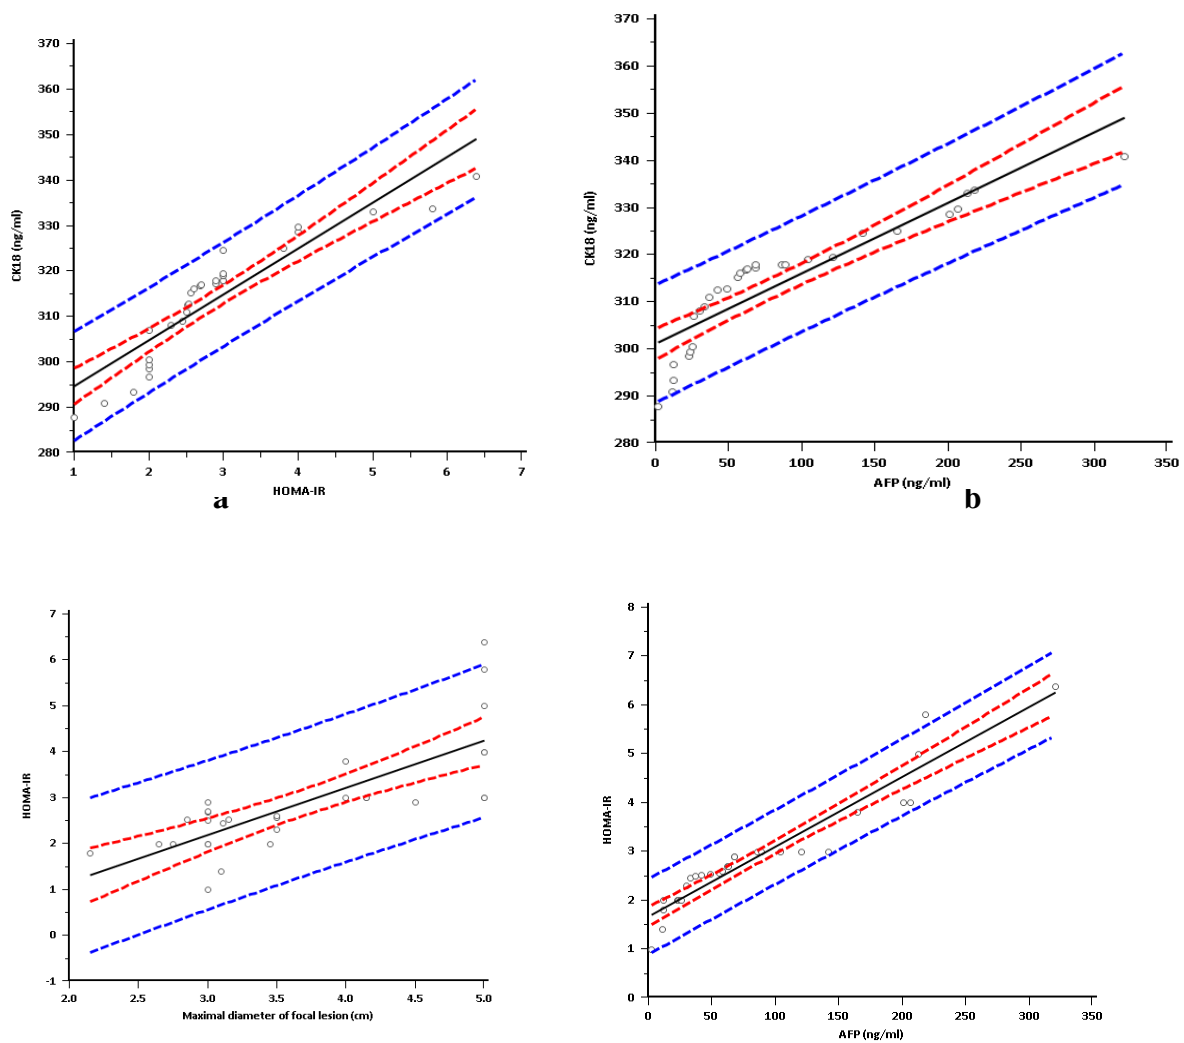 370
360
350
340
330
320
310
300
290
280
CK18 (ng/ml)
1 2 3 4 5 6 7
HOMA-IR
a
370
360
350
340
330
320
310
300
290
280
CK18 (ng/ml)
0 50 100 150 200 250 300 350
AFP (ng/ml)
b
7
6
5
4
3
2
1
0
-1
HOMA-IR
2.0 2.5 3.0 3.5 4.0 4.5 5.0
Maximal diameter of focal lesion (cm)
8
7
6
5
4
3
2
1
0
HOMA-IR
0 50 100 150 200 250 300 350
AFP (ng/ml)